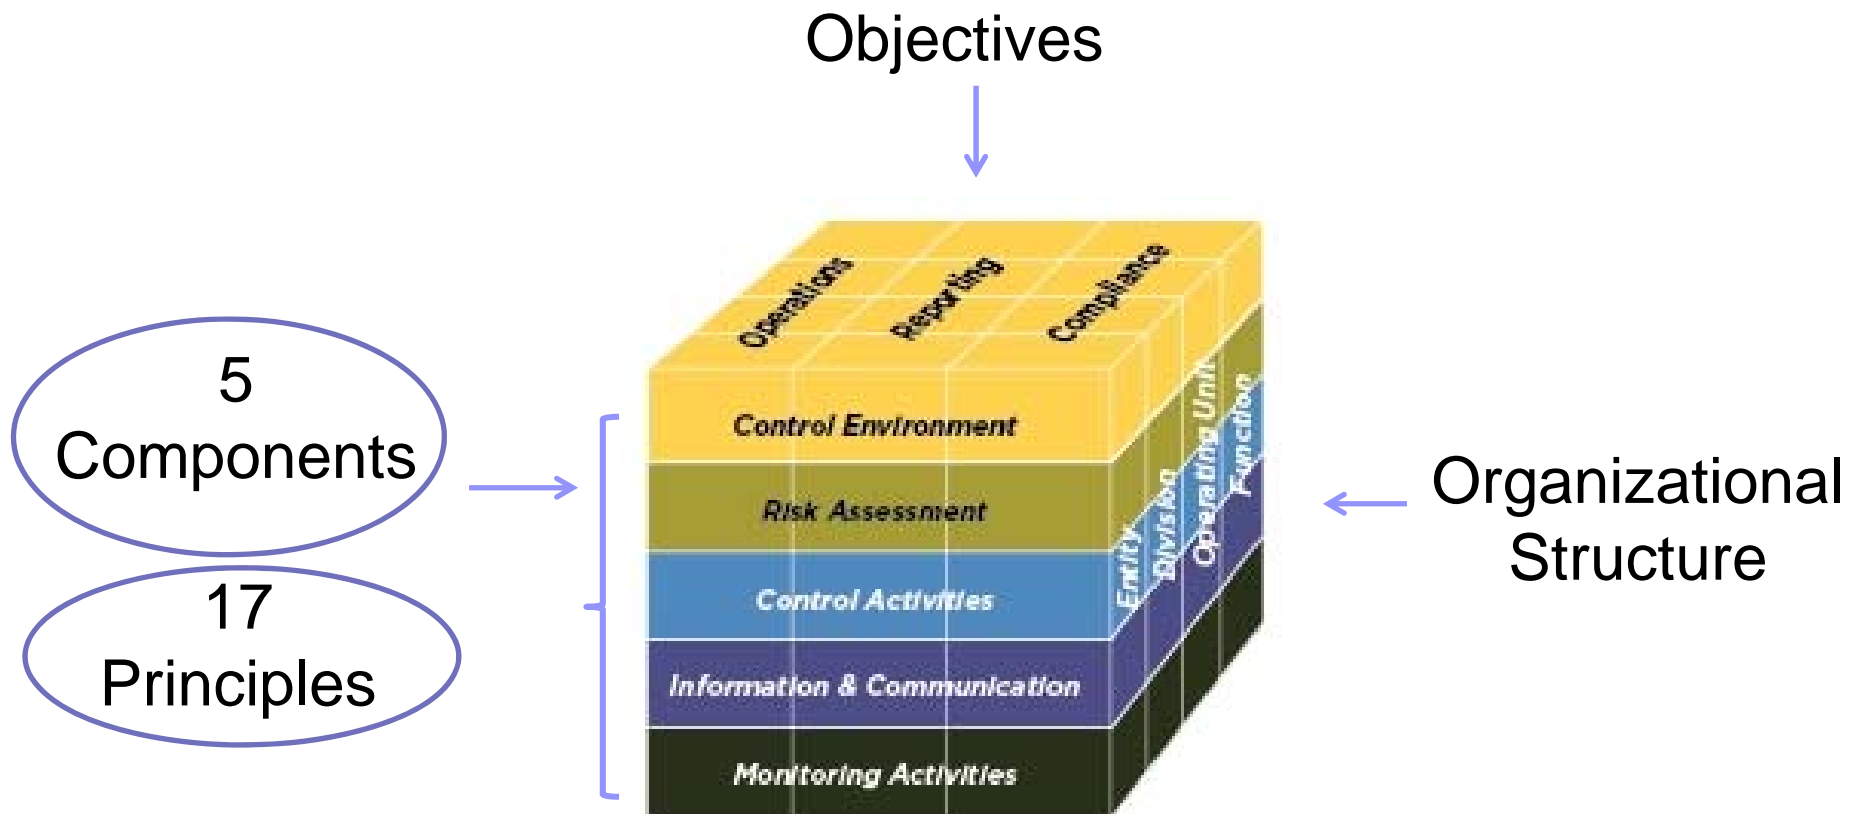 Objectives
Operations
Reporting
Compliance
5
Components
17
Principles
Control Environment
Risk Assessment
Control Activities
Information & Communication
Monitoring Activities
Entity
Division
Operating Unit
Function
Organizational
Structure